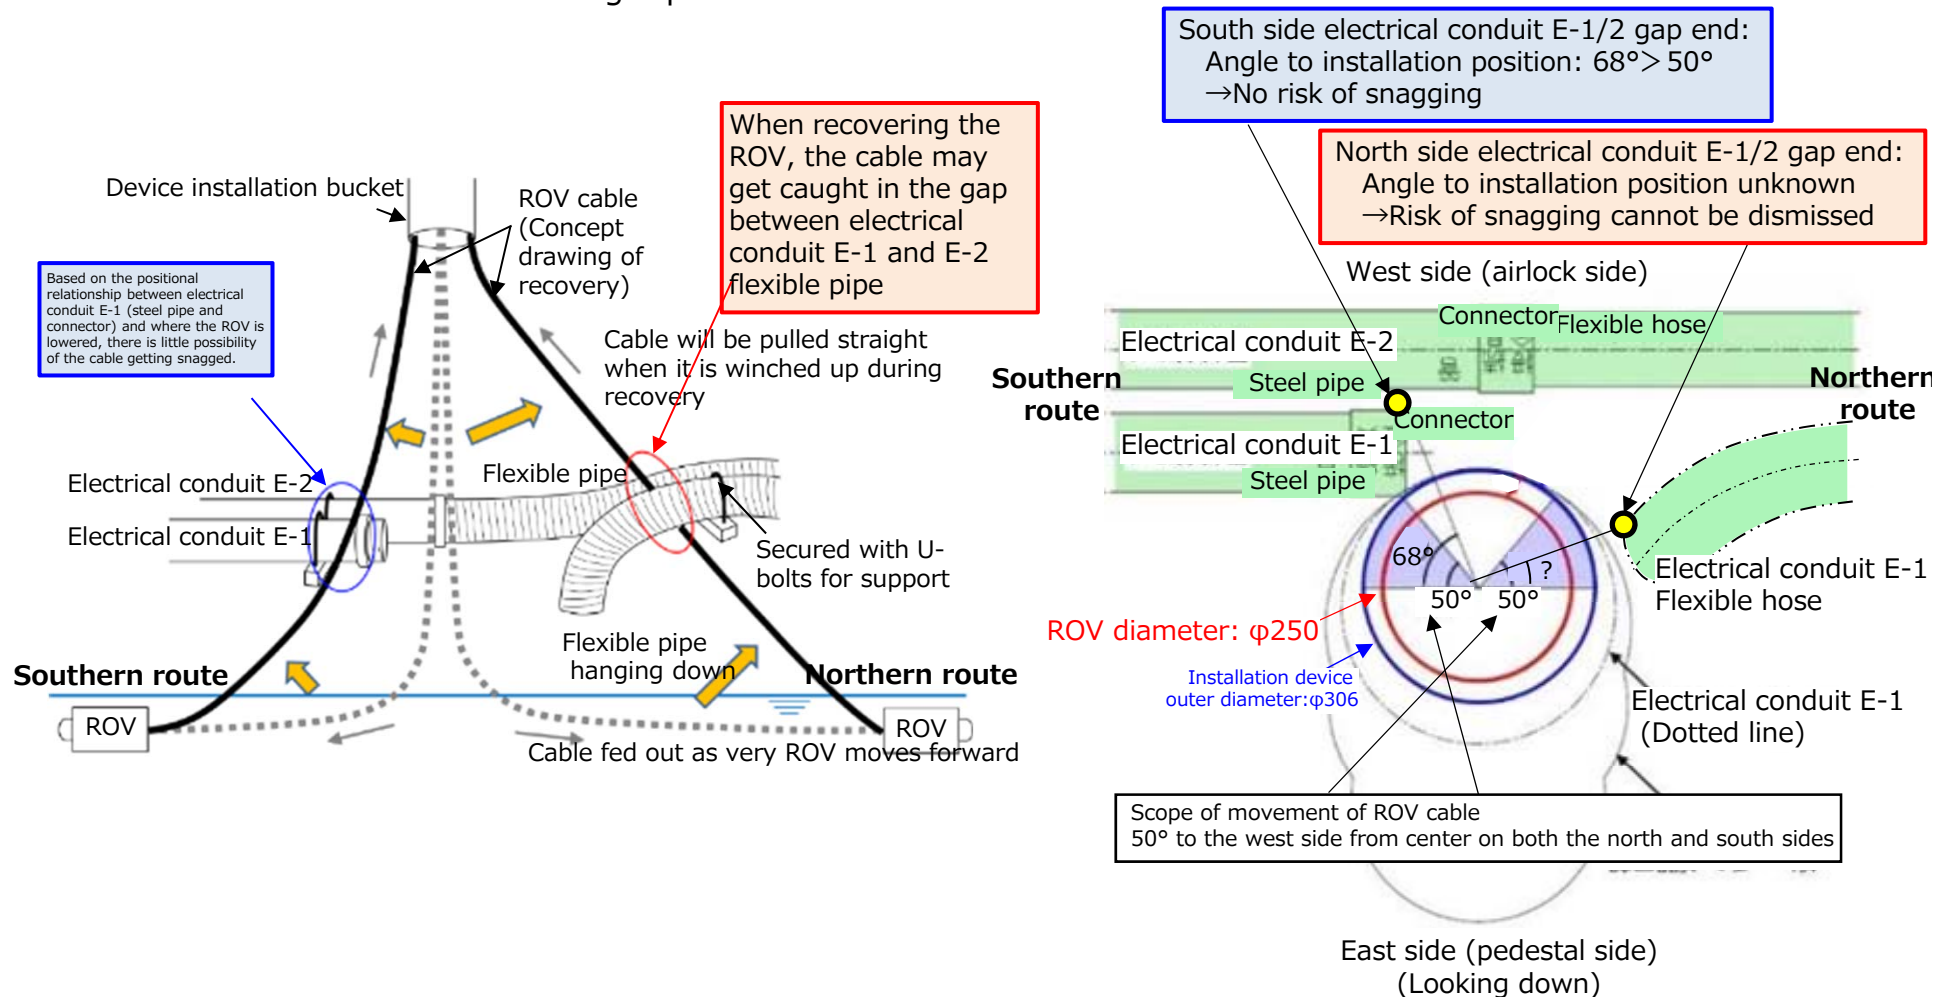 South side electrical conduit E-1/2 gap end:
Angle to installation position: 68°＞50°
→No risk of snagging
North side electrical conduit E-1/2 gap end:
Angle to installation position unknown
→Risk of snagging cannot be dismissed
When recovering the
ROV, the cable may
get caught in the gap
between electrical
conduit E-1 and E-2
flexible pipe
Device installation bucket
ROV cable
(Concept
drawing of
recovery)
Based on the positional
relationship between electrical
conduit E-1 (steel pipe and
connector) and where the ROV is
lowered, there is little possibility
of the cable getting snagged.
Cable will be pulled straight
when it is winched up during
recovery
Electrical conduit E-2
Electrical conduit E-1
Flexible pipe
Secured with U-
bolts for support
Flexible pipe
hanging down
Southern route
Northern route
ROV
ROV
Cable fed out as very ROV moves forward
West side (airlock side)
Connector
Flexible hose
Electrical conduit E-2
Steel pipe
Southern
route
Northern
route
Connector
Electrical conduit E-1
Steel pipe
68°
50°
50°
?
Electrical conduit E-1
Flexible hose
ROV diameter: φ250
Installation device
outer diameter:φ306
Electrical conduit E-1
(Dotted line)
Scope of movement of ROV cable
50° to the west side from center on both the north and south sides
East side (pedestal side)
(Looking down)